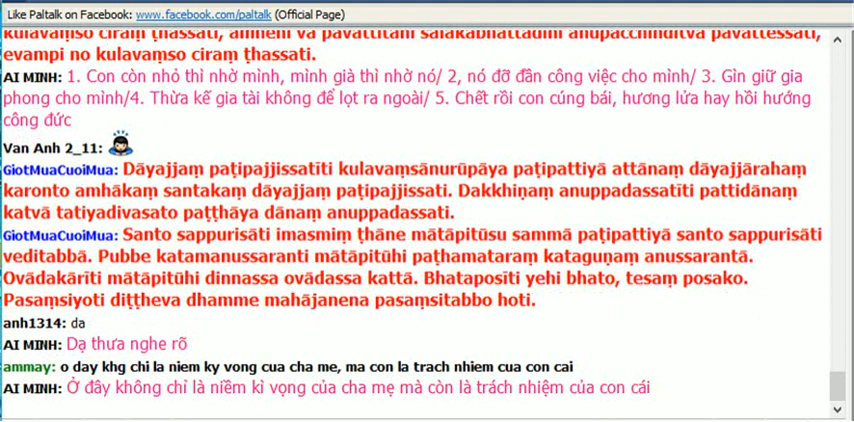 Like Paltalk on Facebook: www.facebook.com/paltalk (Official Page)
kulavaṃso ciraṃ ṭhassati, amhehi vā pavattitāni salākabhattādīni anupacchinditvā pavattessati,
evampi no kulavaṃso ciraṃ ṭhassati.
AI MINH: 1. Con còn nhỏ thì nhờ mình, mình già thì nhờ nó/ 2, nó đỡ đần công việc cho mình/ 3. Gìn giữ gia
phong cho mình/4. Thừa kế gia tài không để lọt ra ngoài/ 5. Chết rồi con cúng bái, hương lửa hay hồi hướng
công đức
Van Anh 2_11:
GiotMuaCuoiMua: Dāyajjaṃ paṭipajjissatīti kulavaṃsānurūpāya paṭipattiyā attānaṃ dāyajjārahaṃ
karonto amhākaṃ santakaṃ dāyajjaṃ paṭipajjissati. Dakkhiṇaṃ anuppadassatīti pattidānaṃ
katvā tatiyadivasato paṭṭhāya dānaṃ anuppadassati.
GiotMuaCuoiMua: Santo sappurisāti imasmiṃ ṭhāne mātāpitūsu sammā paṭipattiyā santo sappurisāti
veditabbā. Pubbe katamanussaranti mātāpitūhi paṭhamataraṃ kataguṇaṃ anussarantā.
Ovādakārīti mātāpitūhi dinnassa ovādassa kattā. Bhataposīti yehi bhato, tesaṃ posako.
Pasaṃsiyoti diṭṭheva dhamme mahājanena pasaṃsitabbo hoti.
anh1314: da
AI MINH: Dạ thưa nghe rõ
ammay: o day khg chi la niem ky vong cua cha me, ma con la trach nhiem cua con cai
AI MINH: Ở đây không chỉ là niềm kì vọng của cha mẹ mà còn là trách nhiệm của con cái